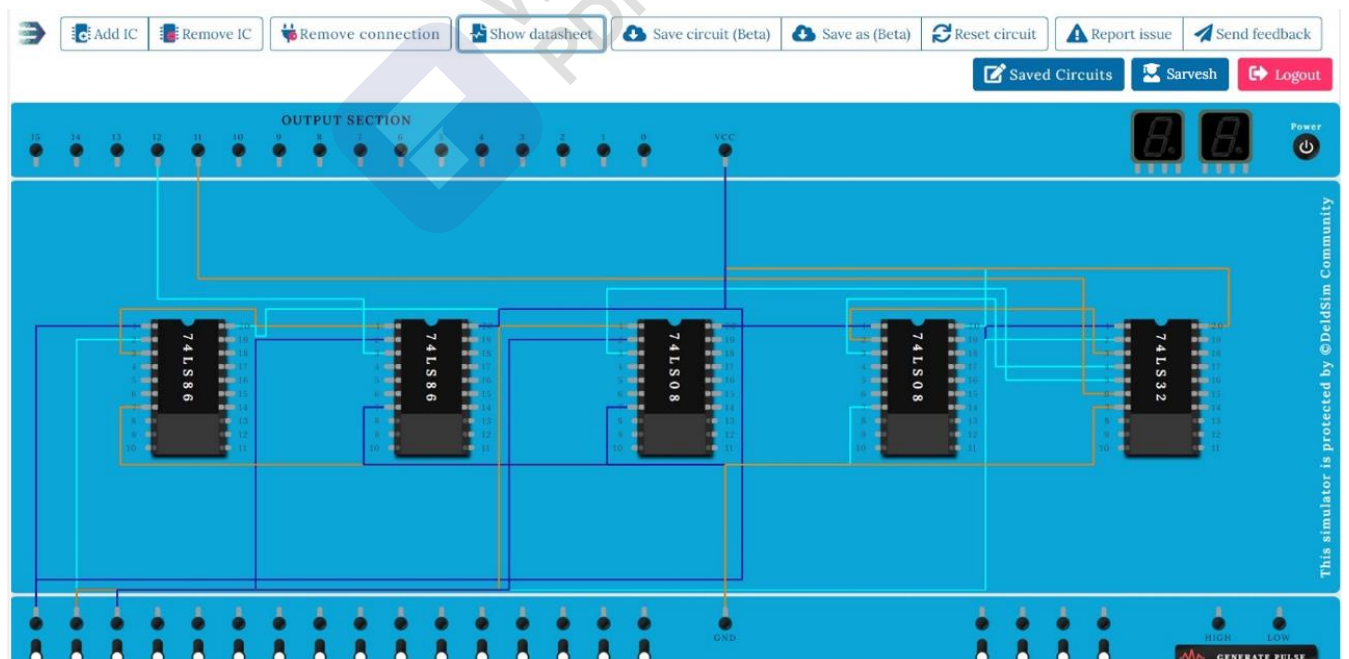 Add IC Remove IC Remove connection Show datasheet Save circuit (Beta) Save as (Beta) Reset circuit Report issue Send feedback
Saved Circuits Sarvesh Logout
OUTPUT SECTION
Power
15 14 13 12 11 10 9 8 7 6 5 4 3 2 1 0 VCC
This simulator is protected by ©DeldSim Community
74LS86
74LS86
74LS08
74LS08
74LS32
GND
HIGH LOW
GENERATE PULSE